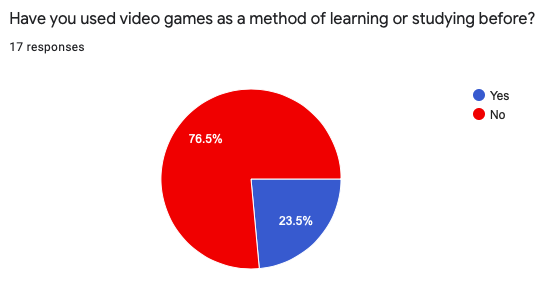 Have you used video games as a method of learning or studying before?
17 responses
Yes
No
76.5%
23.5%